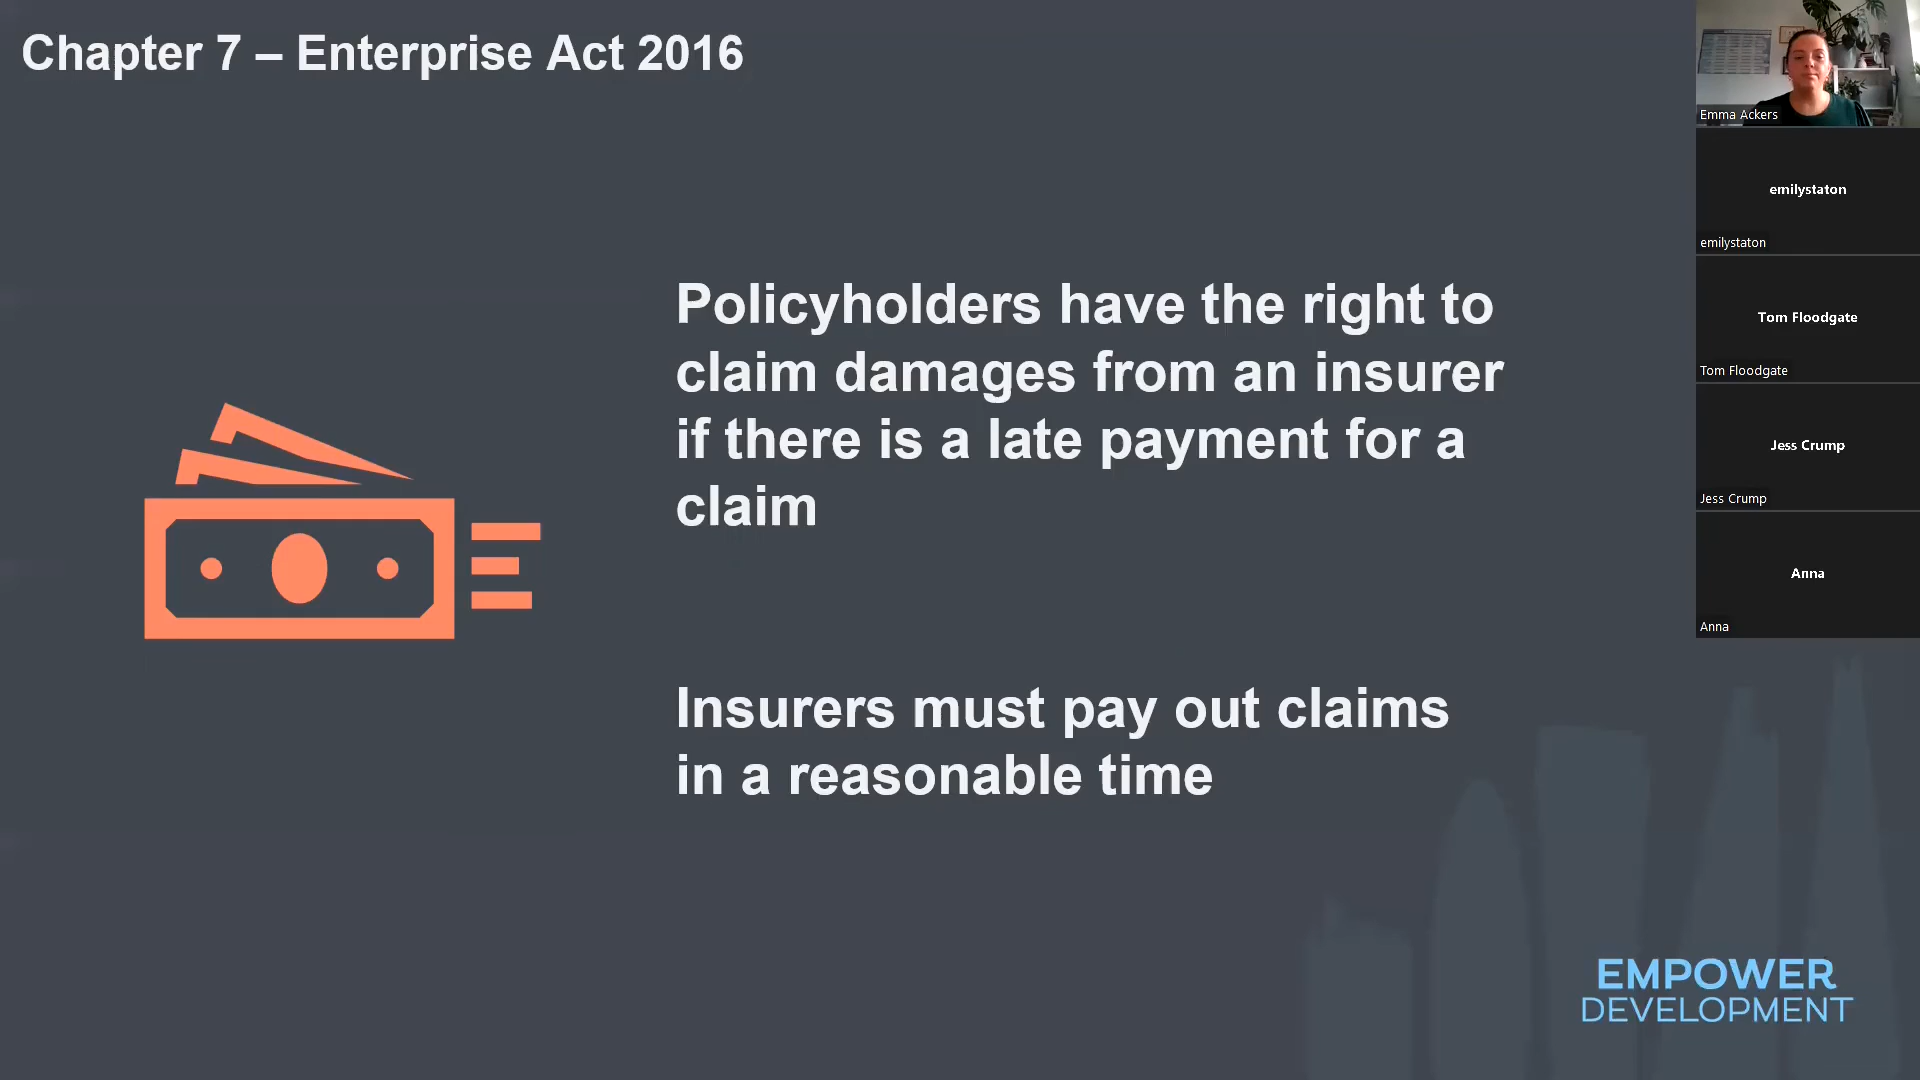 Chapter 7 – Enterprise Act 2016
Policyholders have the right to
claim damages from an insurer
if there is a late payment for a
claim
Insurers must pay out claims
in a reasonable time
EMPOWER
DEVELOPMENT
Emma Ackers
emilystaton
emilystaton
Tom Floodgate
Tom Floodgate
Jess Crump
Jess Crump
Anna
Anna